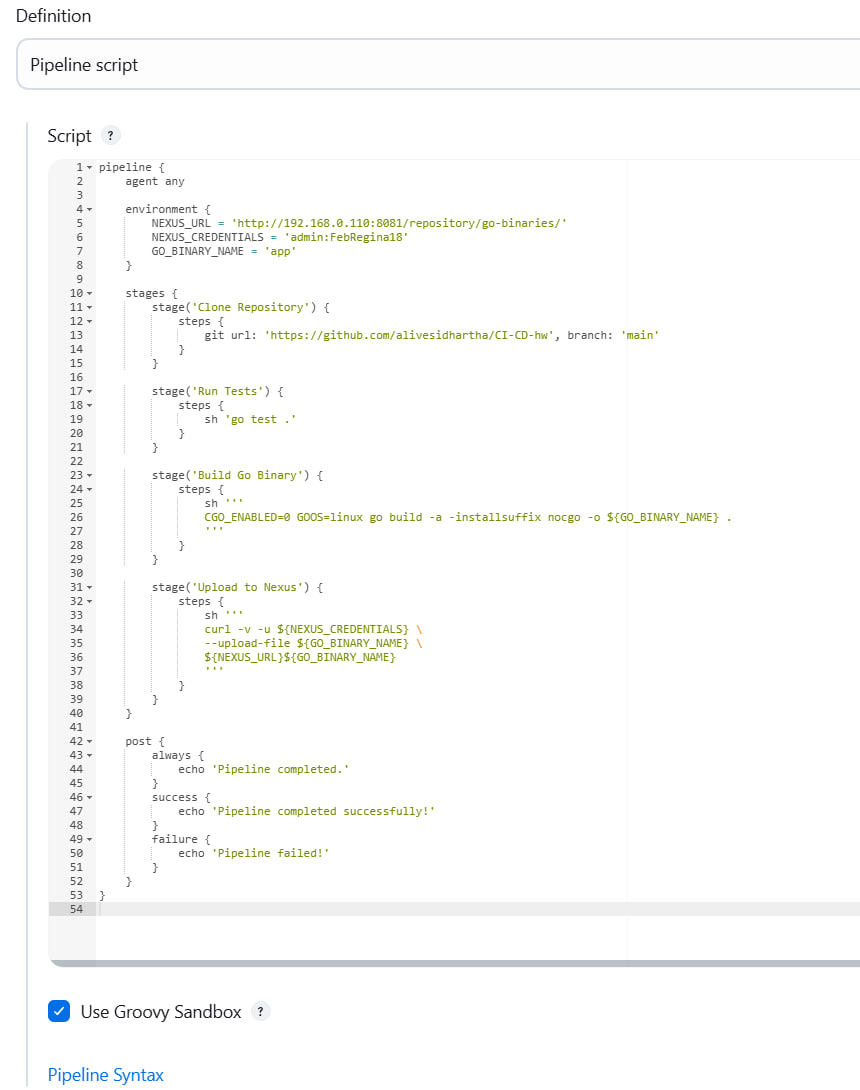 Definition
Pipeline script
Script ?
1 pipeline {
2 agent any
3
4 environment {
5 NEXUS_URL = 'http://192.168.0.110:8081/repository/go-binaries/'
6 NEXUS_CREDENTIALS = 'admin:FebRegina18'
7 GO_BINARY_NAME = 'app'
8 }
9
10 stages {
11 stage('Clone Repository') {
12 steps {
13 git url: 'https://github.com/alivesidhartha/CI-CD-hw', branch: 'main'
14 }
15 }
16
17 stage('Run Tests') {
18 steps {
19 sh 'go test .'
20 }
21 }
22
23 stage('Build Go Binary') {
24 steps {
25 sh '''
26 CGO_ENABLED=0 GOOS=linux go build -a -installsuffix nocgo -o ${GO_BINARY_NAME} .
27 '''
28 }
29 }
30
31 stage('Upload to Nexus') {
32 steps {
33 sh '''
34 curl -v -u ${NEXUS_CREDENTIALS} \
35 --upload-file ${GO_BINARY_NAME} \
36 ${NEXUS_URL}${GO_BINARY_NAME}
37 '''
38 }
39 }
40 }
41
42 post {
43 always {
44 echo 'Pipeline completed.'
45 }
46 success {
47 echo 'Pipeline completed successfully!'
48 }
49 failure {
50 echo 'Pipeline failed!'
51 }
52 }
53 }
54
Use Groovy Sandbox ?
Pipeline Syntax